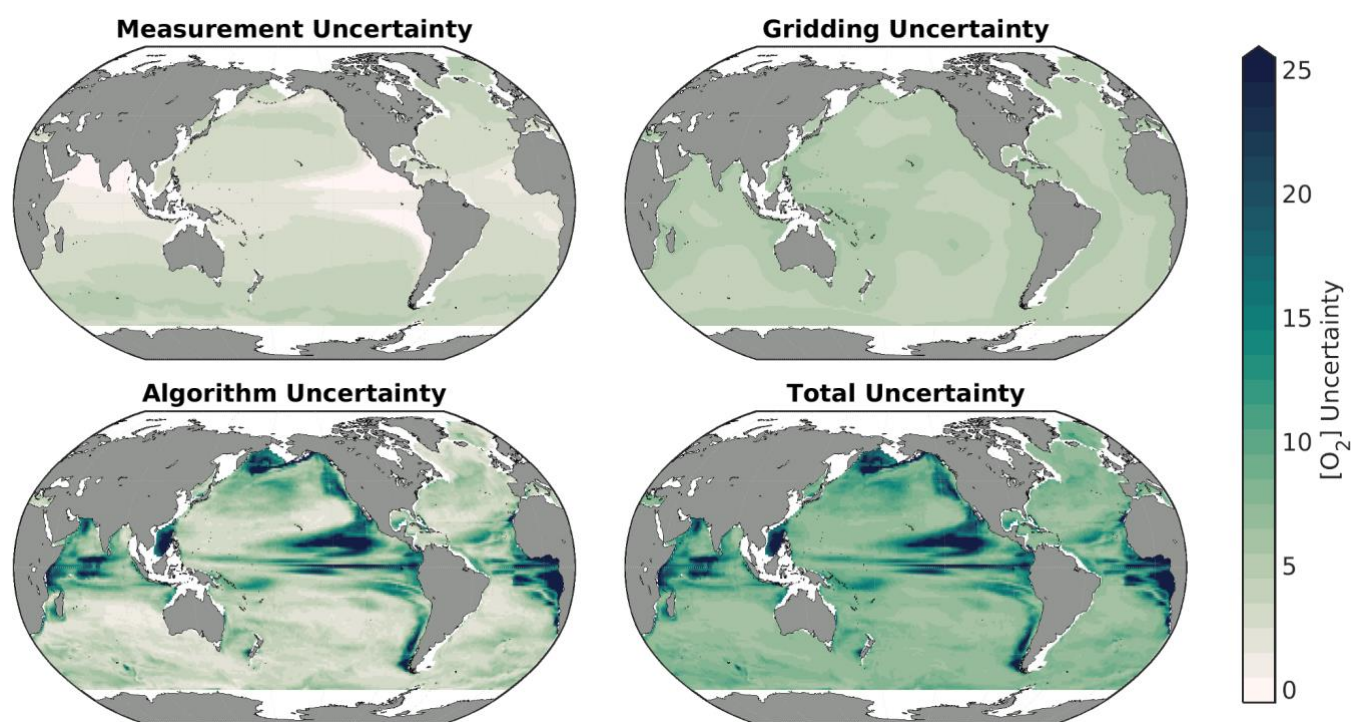 Measurement Uncertainty
Gridding Uncertainty
Algorithm Uncertainty
Total Uncertainty
25
20
15
10
5
0
[O₂] Uncertainty